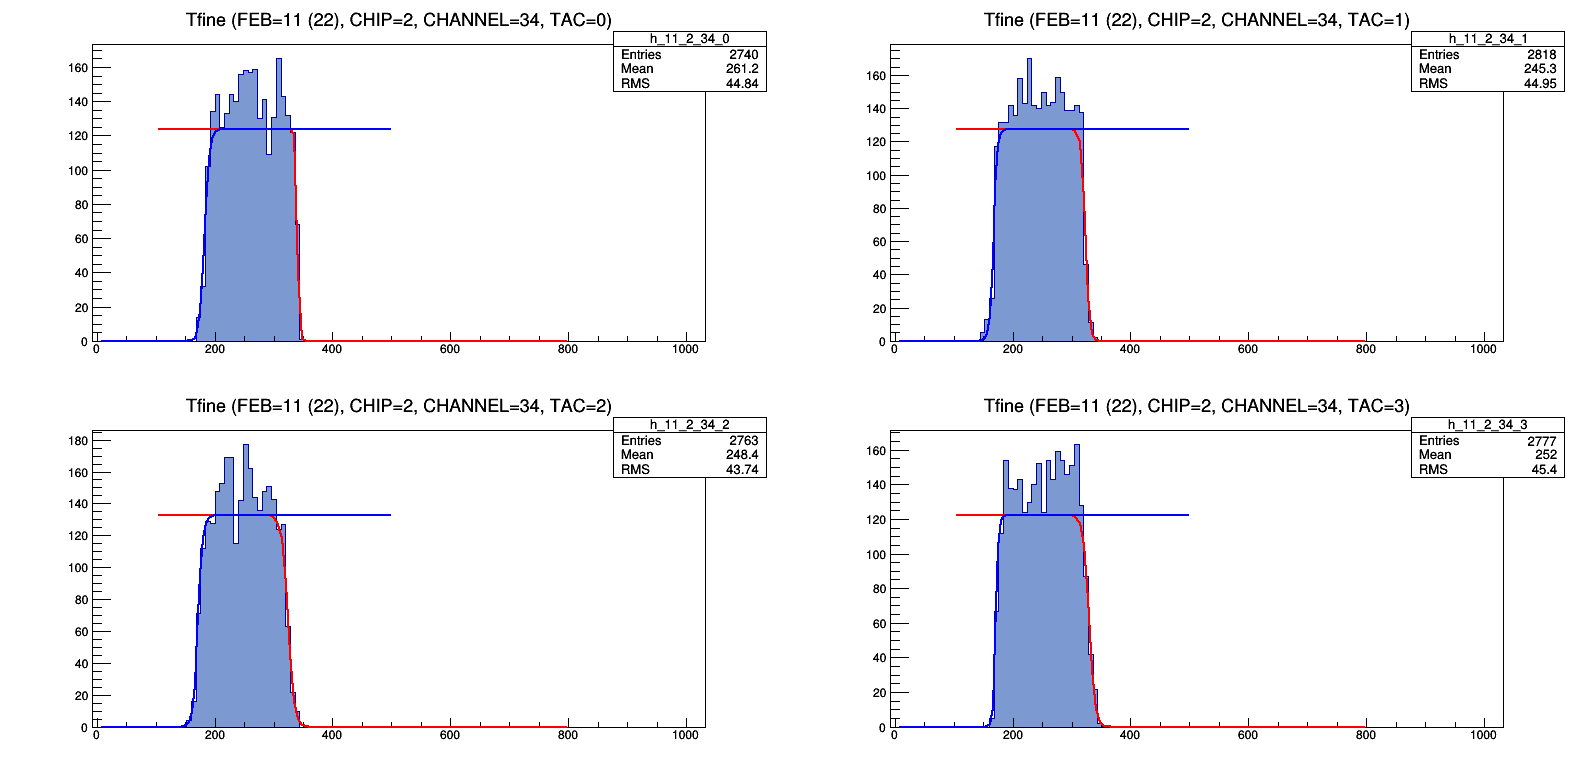 Tfine (FEB=11 (22), CHIP=2, CHANNEL=34, TAC=0)
h_11_2_34_0
Entries 2740
Mean 261.2
RMS 44.84
160
140
120
100
80
60
40
20
0
0 200 400 600 800 1000
Tfine (FEB=11 (22), CHIP=2, CHANNEL=34, TAC=1)
h_11_2_34_1
Entries 2818
Mean 245.3
RMS 44.95
160
140
120
100
80
60
40
20
0
0 200 400 600 800 1000
Tfine (FEB=11 (22), CHIP=2, CHANNEL=34, TAC=2)
h_11_2_34_2
Entries 2763
Mean 248.4
RMS 43.74
180
160
140
120
100
80
60
40
20
0
0 200 400 600 800 1000
Tfine (FEB=11 (22), CHIP=2, CHANNEL=34, TAC=3)
h_11_2_34_3
Entries 2777
Mean 252
RMS 45.4
160
140
120
100
80
60
40
20
0
0 200 400 600 800 1000